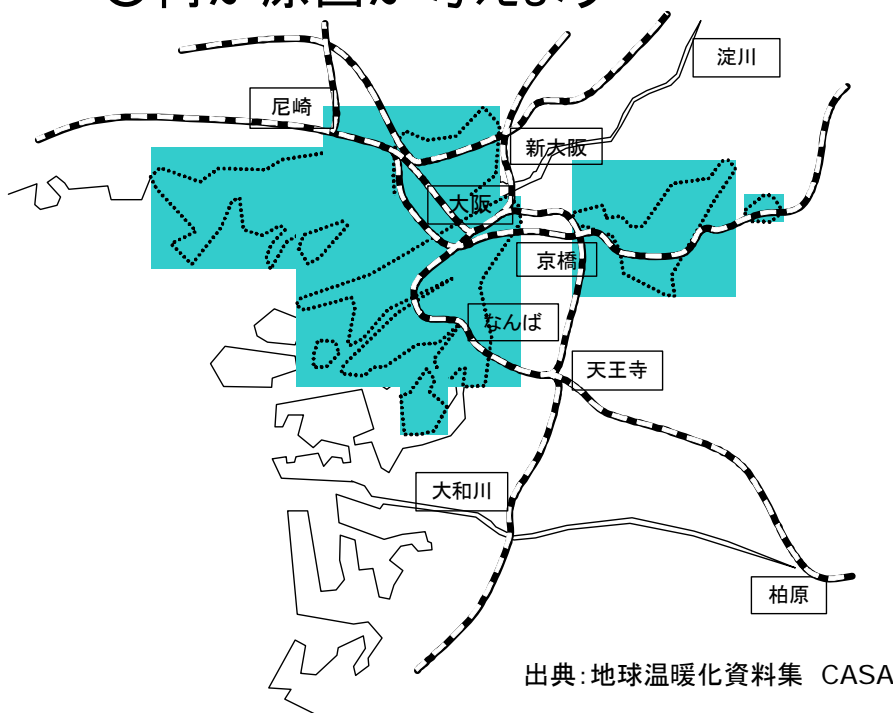 淀川
尼崎
新大阪
大阪
京橋
なんば
天王寺
大和川
柏原
出典：地球温暖化資料集 CASA